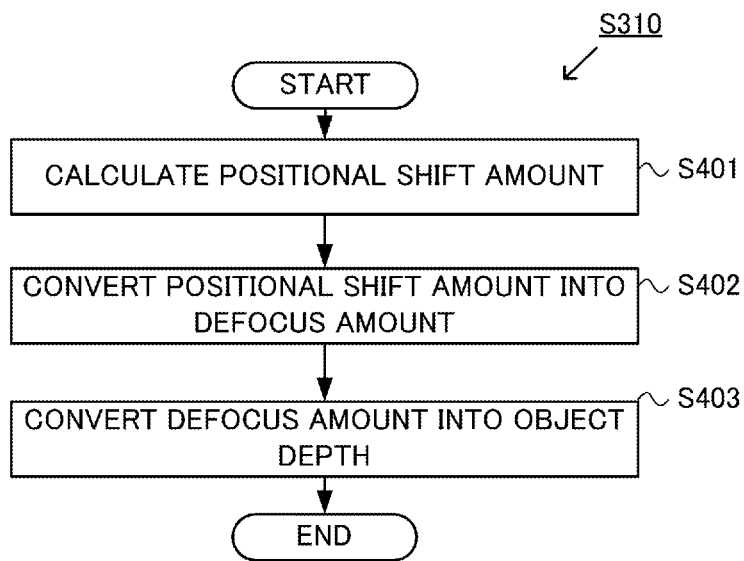 S310
START
CALCULATE POSITIONAL SHIFT AMOUNT
S401
CONVERT POSITIONAL SHIFT AMOUNT INTO
DEFOCUS AMOUNT
S402
CONVERT DEFOCUS AMOUNT INTO OBJECT
DEPTH
S403
END